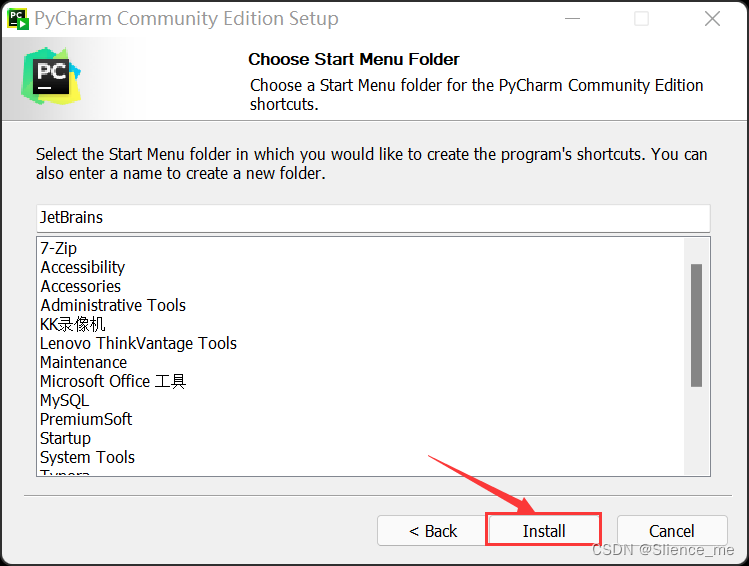 PyCharm Community Edition Setup
PC
Choose Start Menu Folder
Choose a Start Menu folder for the PyCharm Community Edition
shortcuts.
Select the Start Menu folder in which you would like to create the program's shortcuts. You can
also enter a name to create a new folder.
JetBrains
7-Zip
Accessibility
Accessories
Administrative Tools
KK录像机
Lenovo ThinkVantage Tools
Maintenance
Microsoft Office 工具
MySQL
PremiumSoft
Startup
System Tools
Typora
< Back
Install
Cancel
CSDN @Slience_me